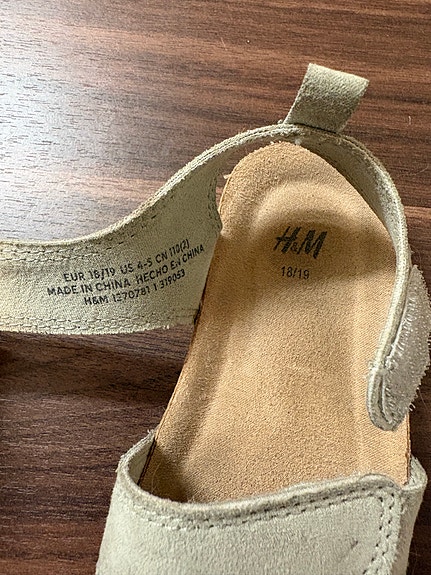 EUR 18/19 US 4-5 CN 110(2)
MADE IN CHINA HECHO EN CHINA
H&M 1270781 1 319053
H&M
18/19